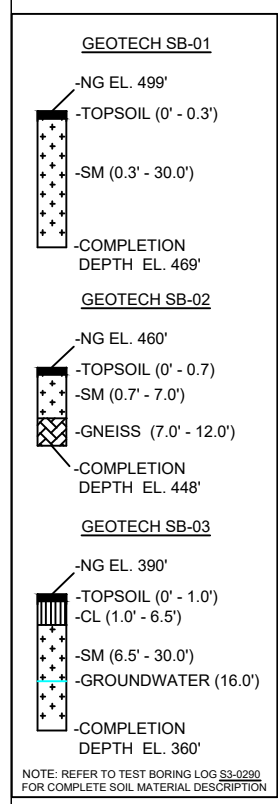 GEOTECH SB-01
-NG EL. 499'
-TOPSOIL (0' - 0.3')
-SM (0.3' - 30.0')
-COMPLETION
DEPTH EL. 469'
GEOTECH SB-02
-NG EL. 460'
-TOPSOIL (0' - 0.7)
-SM (0.7' - 7.0')
-GNEISS (7.0' - 12.0')
-COMPLETION
DEPTH EL. 448'
GEOTECH SB-03
-NG EL. 390'
-TOPSOIL (0' - 1.0')
-CL (1.0' - 6.5')
-SM (6.5' - 30.0')
-GROUNDWATER (16.0')
-COMPLETION
DEPTH EL. 360'
NOTE: REFER TO TEST BORING LOG S3-0290
FOR COMPLETE SOIL MATERIAL DESCRIPTION